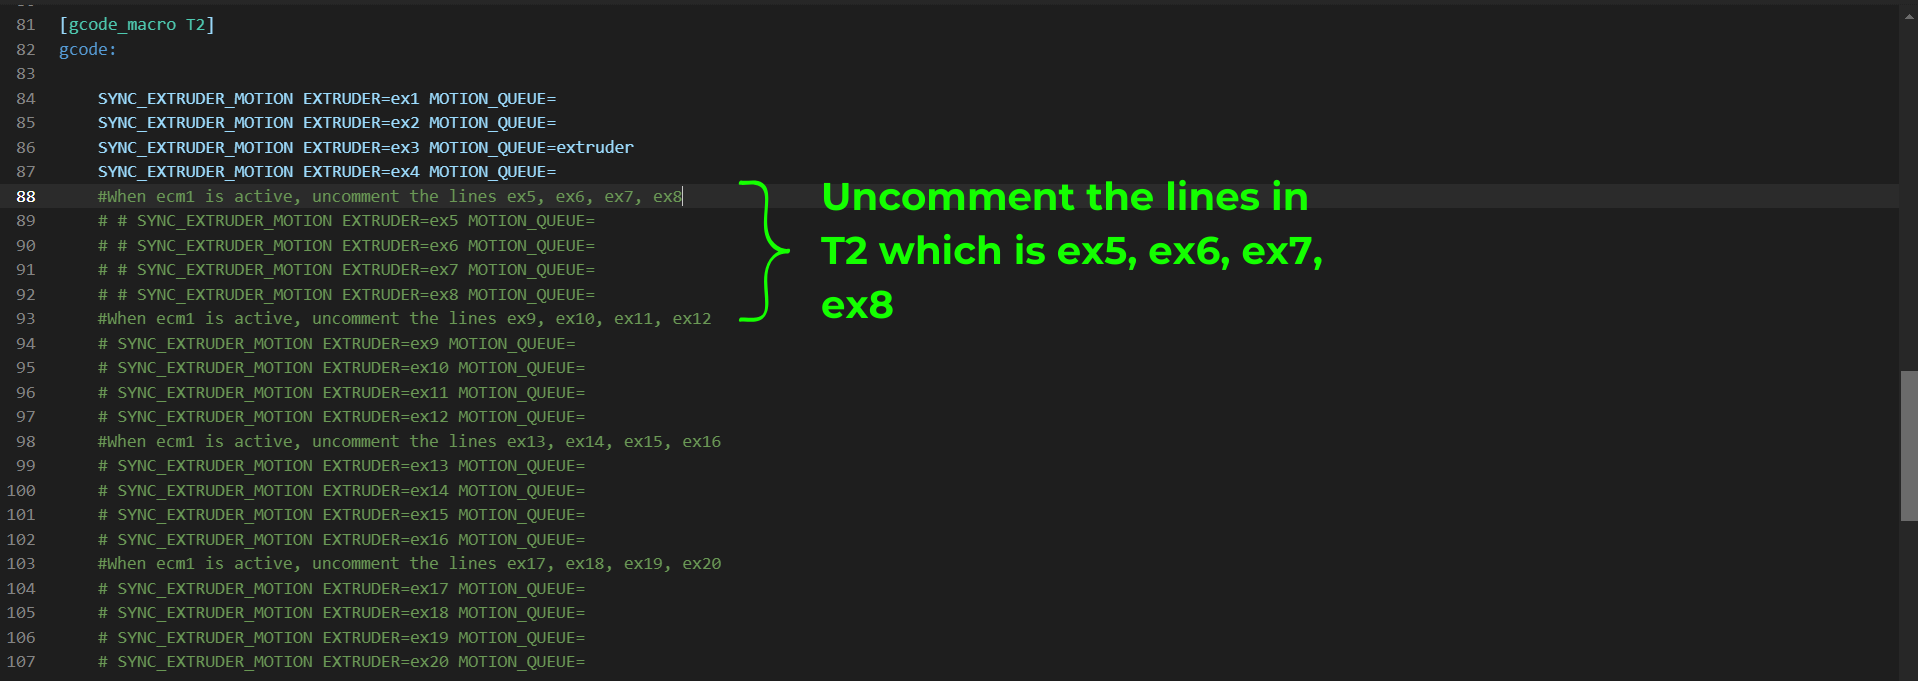 81 [gcode_macro T2]
82 gcode:
83
84 SYNC_EXTRUDER_MOTION EXTRUDER=ex1 MOTION_QUEUE=
85 SYNC_EXTRUDER_MOTION EXTRUDER=ex2 MOTION_QUEUE=
86 SYNC_EXTRUDER_MOTION EXTRUDER=ex3 MOTION_QUEUE=extruder
87 SYNC_EXTRUDER_MOTION EXTRUDER=ex4 MOTION_QUEUE=
88 #When ecm1 is active, uncomment the lines ex5, ex6, ex7, ex8
89 # # SYNC_EXTRUDER_MOTION EXTRUDER=ex5 MOTION_QUEUE=
90 # # SYNC_EXTRUDER_MOTION EXTRUDER=ex6 MOTION_QUEUE=
91 # # SYNC_EXTRUDER_MOTION EXTRUDER=ex7 MOTION_QUEUE=
92 # # SYNC_EXTRUDER_MOTION EXTRUDER=ex8 MOTION_QUEUE=
93 #When ecm1 is active, uncomment the lines ex9, ex10, ex11, ex12
94 # SYNC_EXTRUDER_MOTION EXTRUDER=ex9 MOTION_QUEUE=
95 # SYNC_EXTRUDER_MOTION EXTRUDER=ex10 MOTION_QUEUE=
96 # SYNC_EXTRUDER_MOTION EXTRUDER=ex11 MOTION_QUEUE=
97 # SYNC_EXTRUDER_MOTION EXTRUDER=ex12 MOTION_QUEUE=
98 #When ecm1 is active, uncomment the lines ex13, ex14, ex15, ex16
99 # SYNC_EXTRUDER_MOTION EXTRUDER=ex13 MOTION_QUEUE=
100 # SYNC_EXTRUDER_MOTION EXTRUDER=ex14 MOTION_QUEUE=
101 # SYNC_EXTRUDER_MOTION EXTRUDER=ex15 MOTION_QUEUE=
102 # SYNC_EXTRUDER_MOTION EXTRUDER=ex16 MOTION_QUEUE=
103 #When ecm1 is active, uncomment the lines ex17, ex18, ex19, ex20
104 # SYNC_EXTRUDER_MOTION EXTRUDER=ex17 MOTION_QUEUE=
105 # SYNC_EXTRUDER_MOTION EXTRUDER=ex18 MOTION_QUEUE=
106 # SYNC_EXTRUDER_MOTION EXTRUDER=ex19 MOTION_QUEUE=
107 # SYNC_EXTRUDER_MOTION EXTRUDER=ex20 MOTION_QUEUE=
Uncomment the lines in
T2 which is ex5, ex6, ex7,
ex8